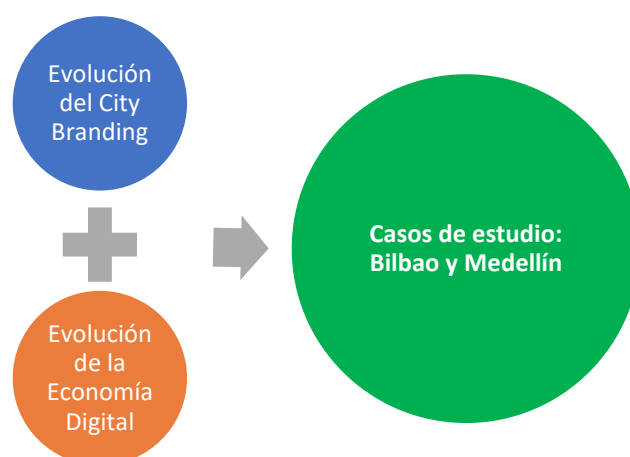 Evolución
del City
Branding
Evolución
de la
Economía
Digital
Casos de estudio:
Bilbao y Medellín